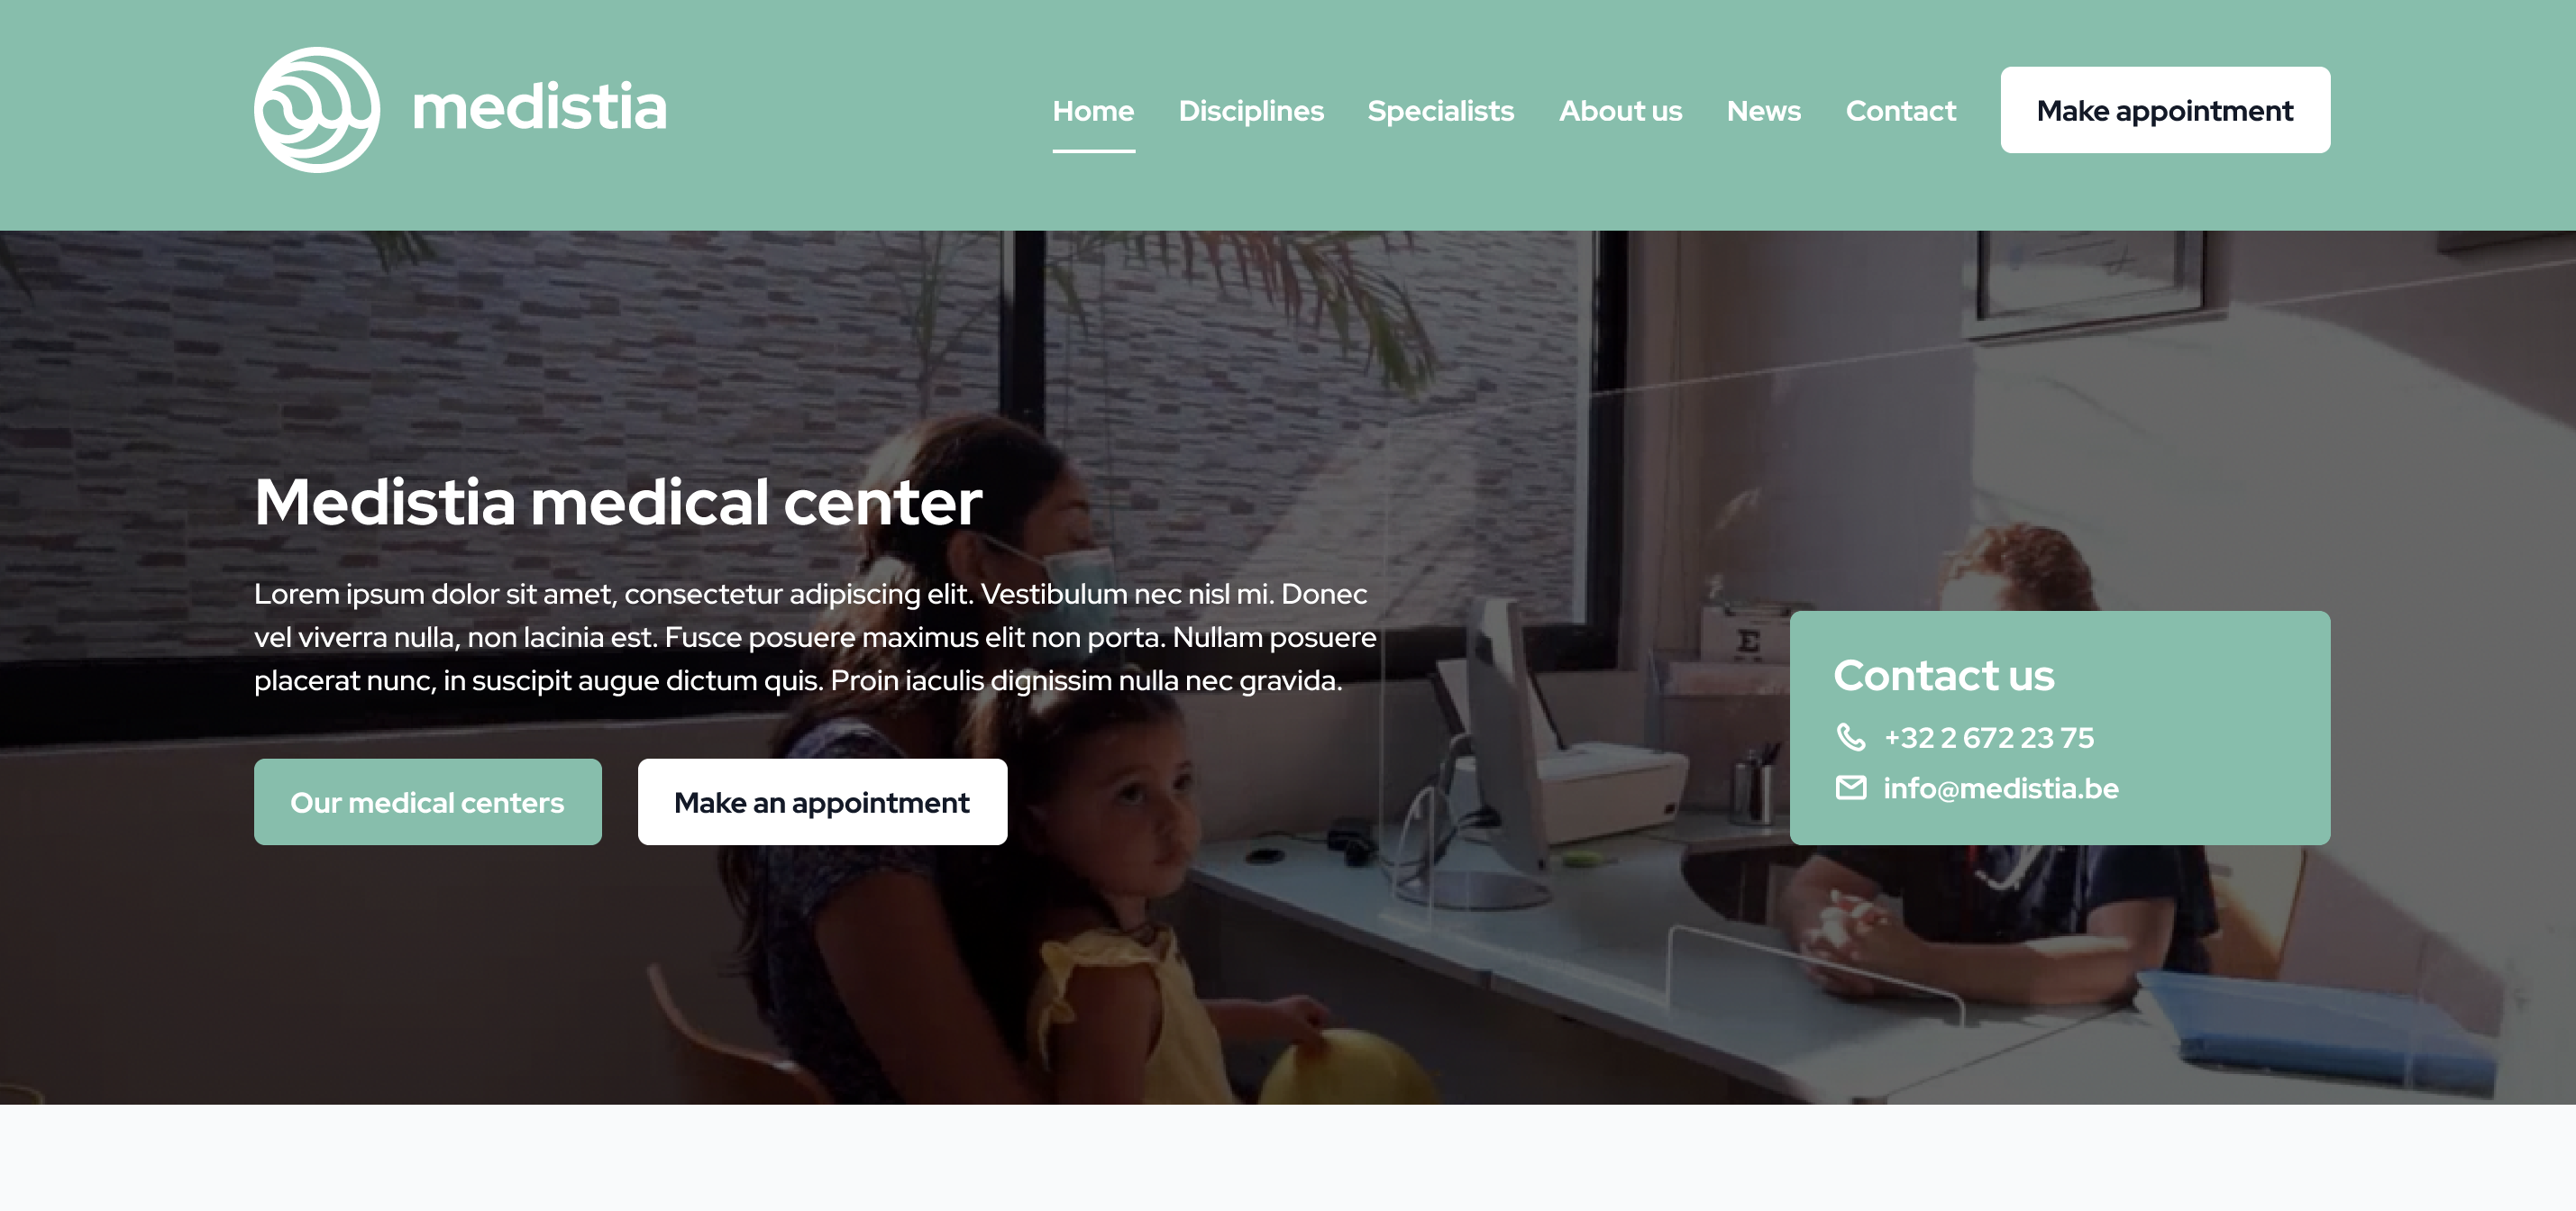 medistia
Home Disciplines Specialists About us News Contact Make appointment
Medistia medical center
Lorem ipsum dolor sit amet, consectetur adipiscing elit. Vestibulum nec nisl mi. Donec
vel viverra nulla, non lacinia est. Fusce posuere maximus elit non porta. Nullam posuere
placerat nunc, in suscipit augue dictum quis. Proin iaculis dignissim nulla nec gravida.
Our medical centers Make an appointment
E
Contact us
+32 2 672 23 75
info@medistia.be